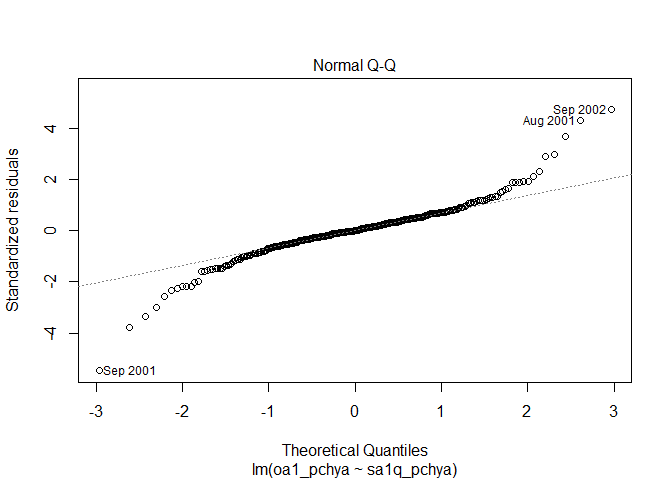 Normal Q-Q
Sep 2002
Aug 2001
Sep 2001
4
2
0
-2
-4
Standardized residuals
-3
-2
-1
0
1
2
3
Theoretical Quantiles
lm(oa1_pchya ~ sa1q_pchya)